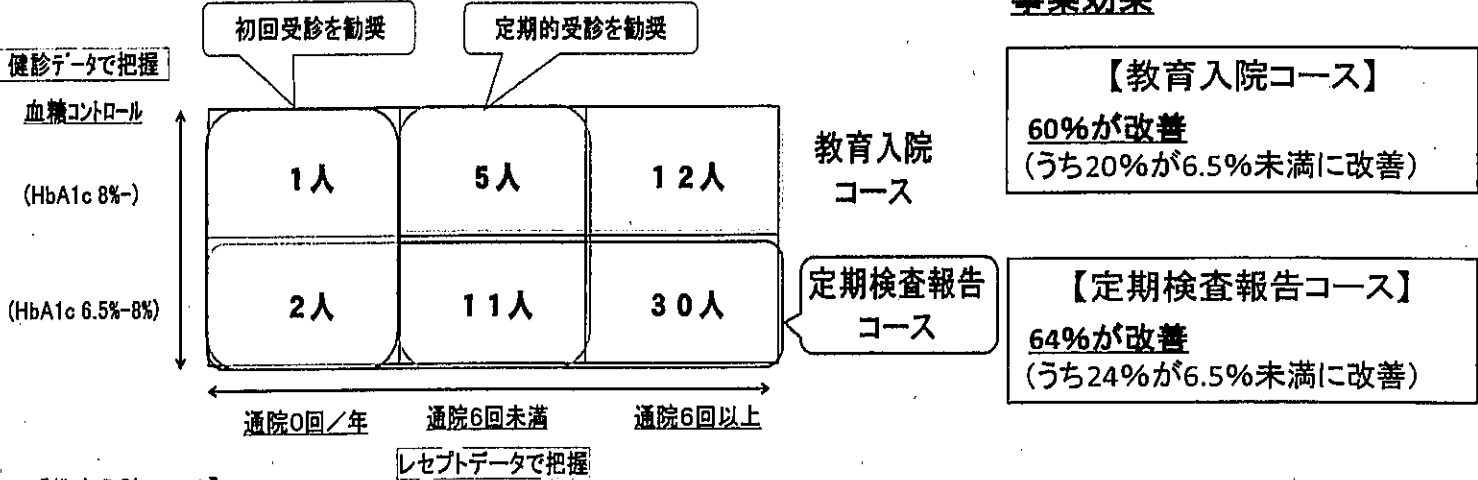 初回受診を勧奨
定期的受診を勧奨
事業効果
健診データで把握
血糖コントロール
(HbA1c 8%-)
1人
5人
12人
教育入院
コース
(HbA1c 6.5%-8%)
2人
11人
30人
定期検査報告
コース
通院0回／年
通院6回未満
通院6回以上
レセプトデータで把握
【教育入院コース】
60%が改善
(うち20%が6.5%未満に改善)
【定期検査報告コース】
64%が改善
(うち24%が6.5%未満に改善)